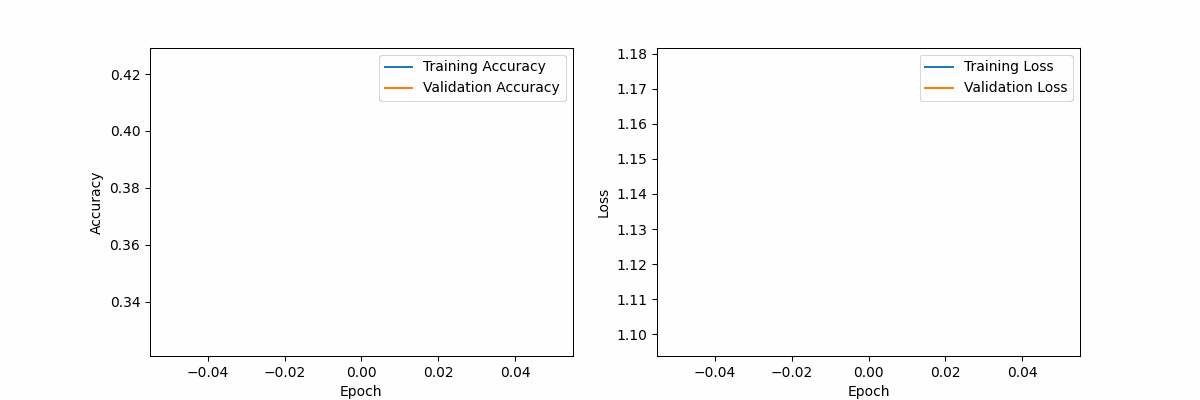 Training Accuracy
Validation Accuracy
0.42
0.40
0.38
0.36
0.34
Accuracy
−0.04 −0.02 0.00 0.02 0.04
Epoch
Training Loss
Validation Loss
1.18
1.17
1.16
1.15
1.14
1.13
1.12
1.11
1.10
Loss
−0.04 −0.02 0.00 0.02 0.04
Epoch